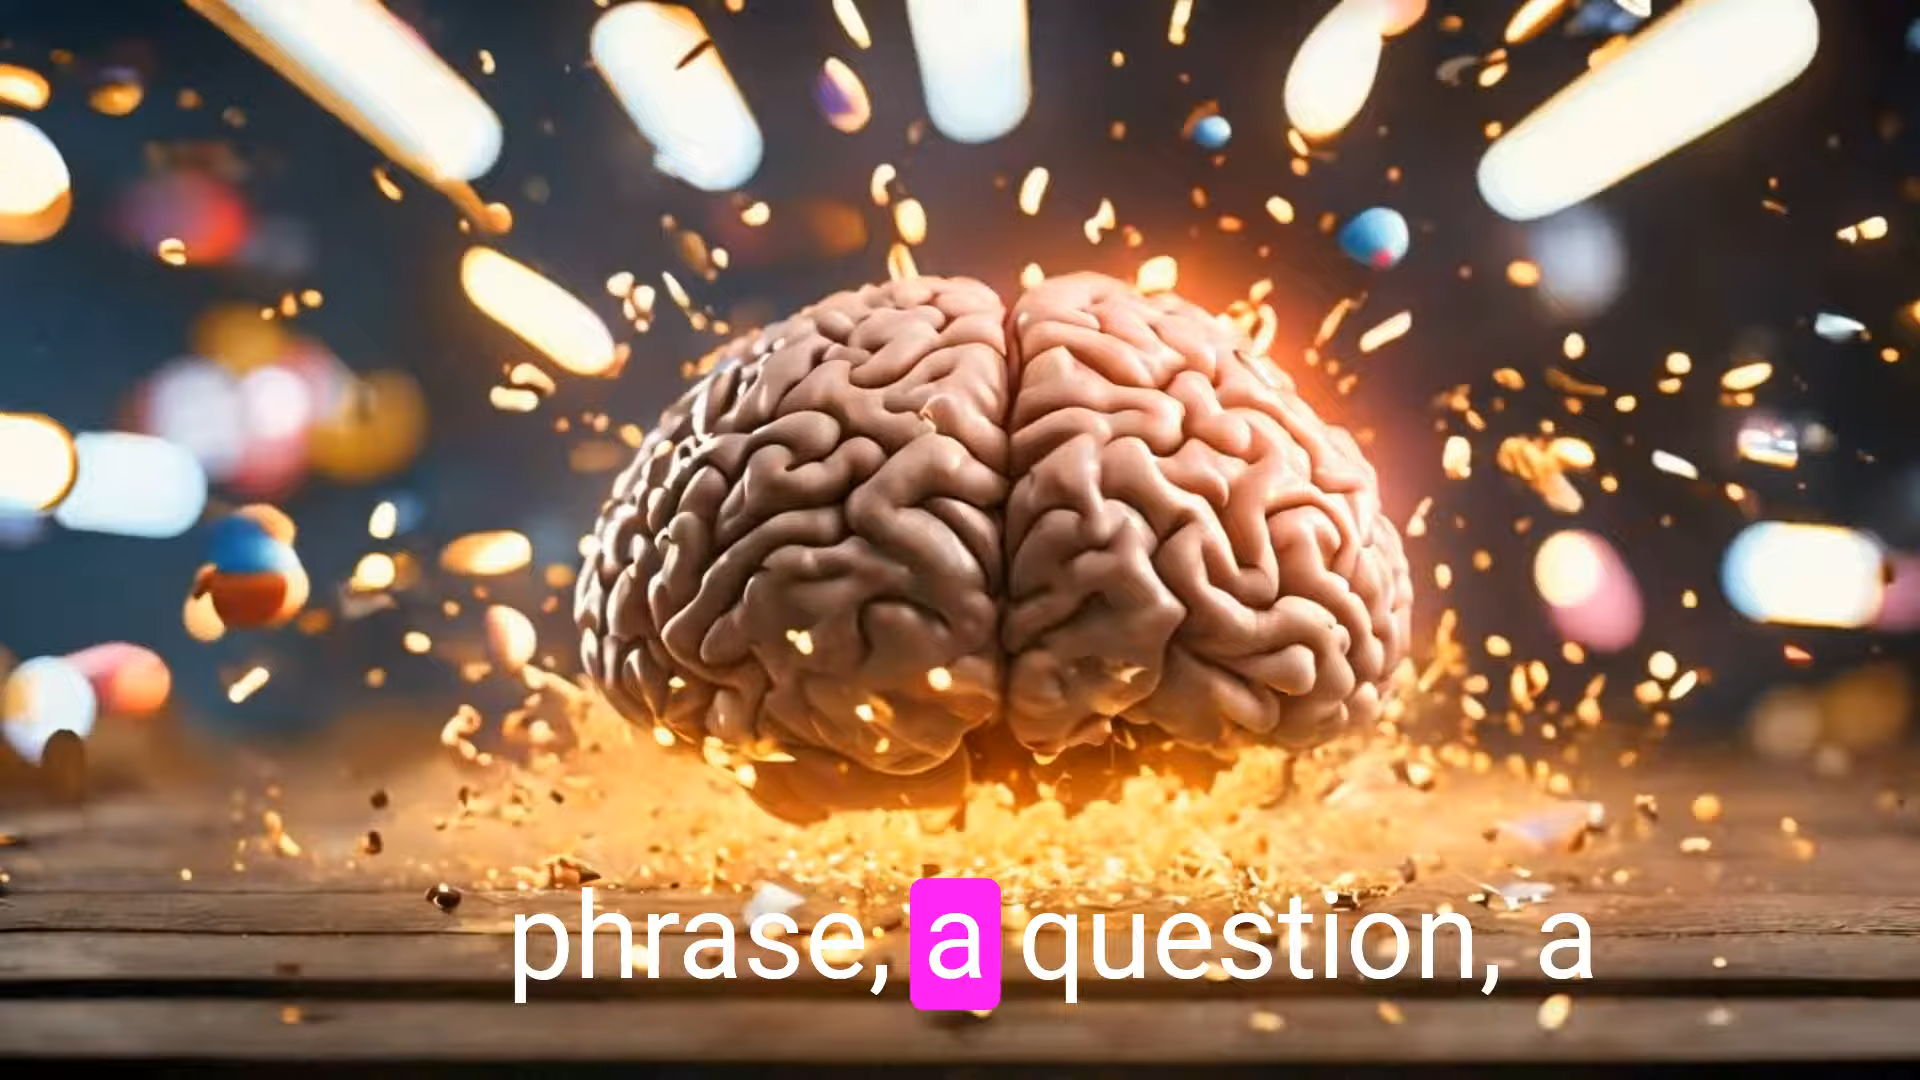 phrase, a question, a